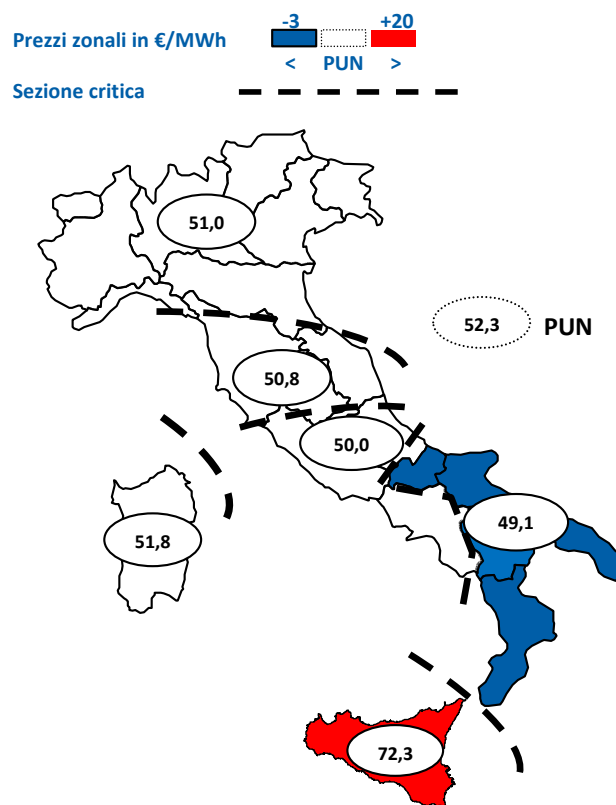 -3 +20
Prezzi zonali in €/MWh
< PUN >
Sezione critica
51,0
52,3 PUN
50,8
50,0
49,1
51,8
72,3